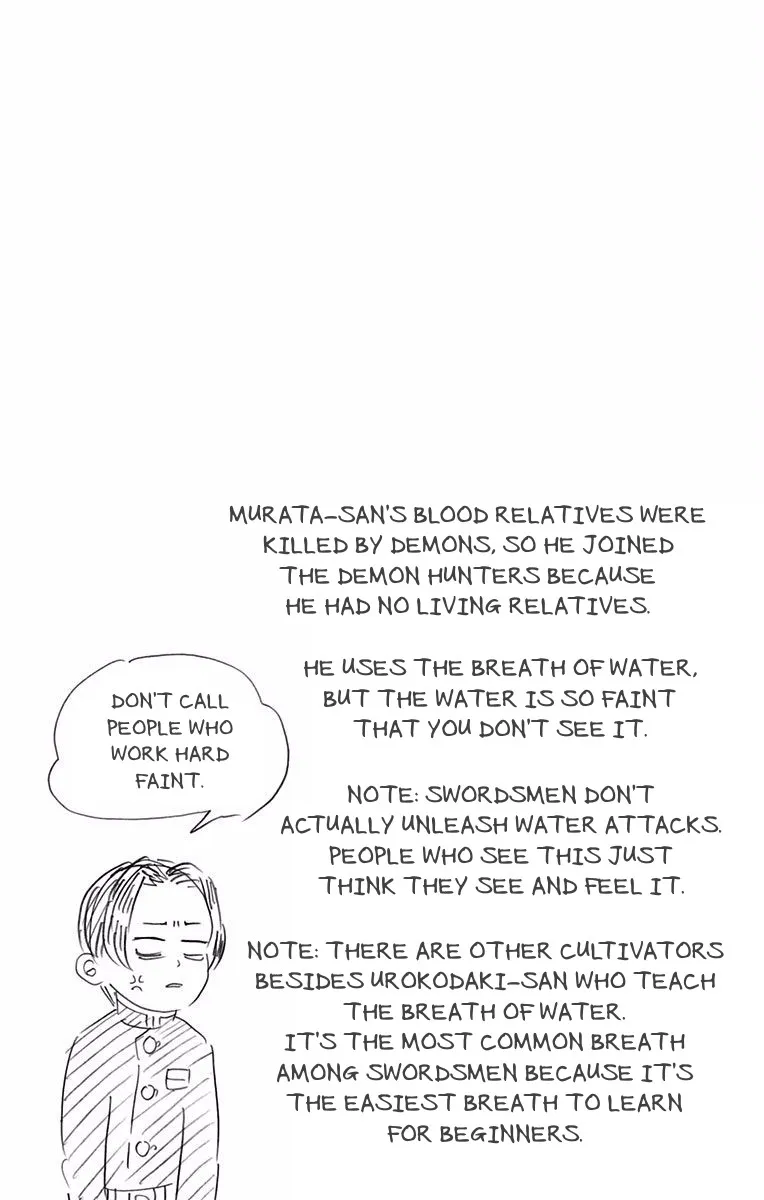 MURATA-SAN'S BLOOD RELATIVES WERE
KILLED BY DEMONS, SO HE JOINED
THE DEMON HUNTERS BECAUSE
HE HAD NO LIVING RELATIVES.
HE USES THE BREATH OF WATER,
BUT THE WATER IS SO FAINT
THAT YOU DON'T SEE IT.
DON'T CALL
PEOPLE WHO
WORK HARD
FAINT.
NOTE: SWORDSMEN DON'T
ACTUALLY UNLEASH WATER ATTACKS.
PEOPLE WHO SEE THIS JUST
THINK THEY SEE AND FEEL IT.
NOTE: THERE ARE OTHER CULTIVATORS
BESIDES UROKODAKI-SAN WHO TEACH
THE BREATH OF WATER.
IT'S THE MOST COMMON BREATH
AMONG SWORDSMEN BECAUSE IT'S
THE EASIEST BREATH TO LEARN
FOR BEGINNERS.